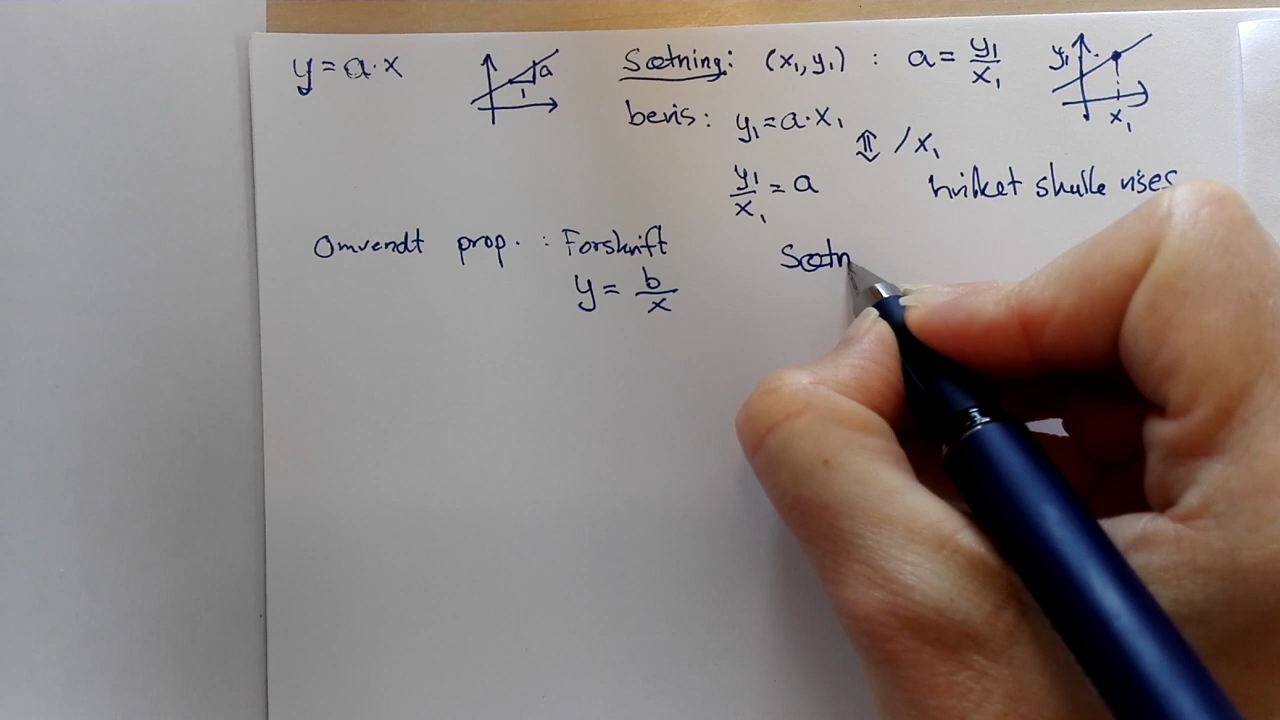 y = a·x
a
1
Sætning: (x₁, y₁) : a = y₁/x₁
y₁
x₁
bevis: y₁ = a·x₁
⇕ /x₁
y₁/x₁ = a
hvilket skulle vises
Omvendt prop. : Forskrift
y = b/x
Sætn